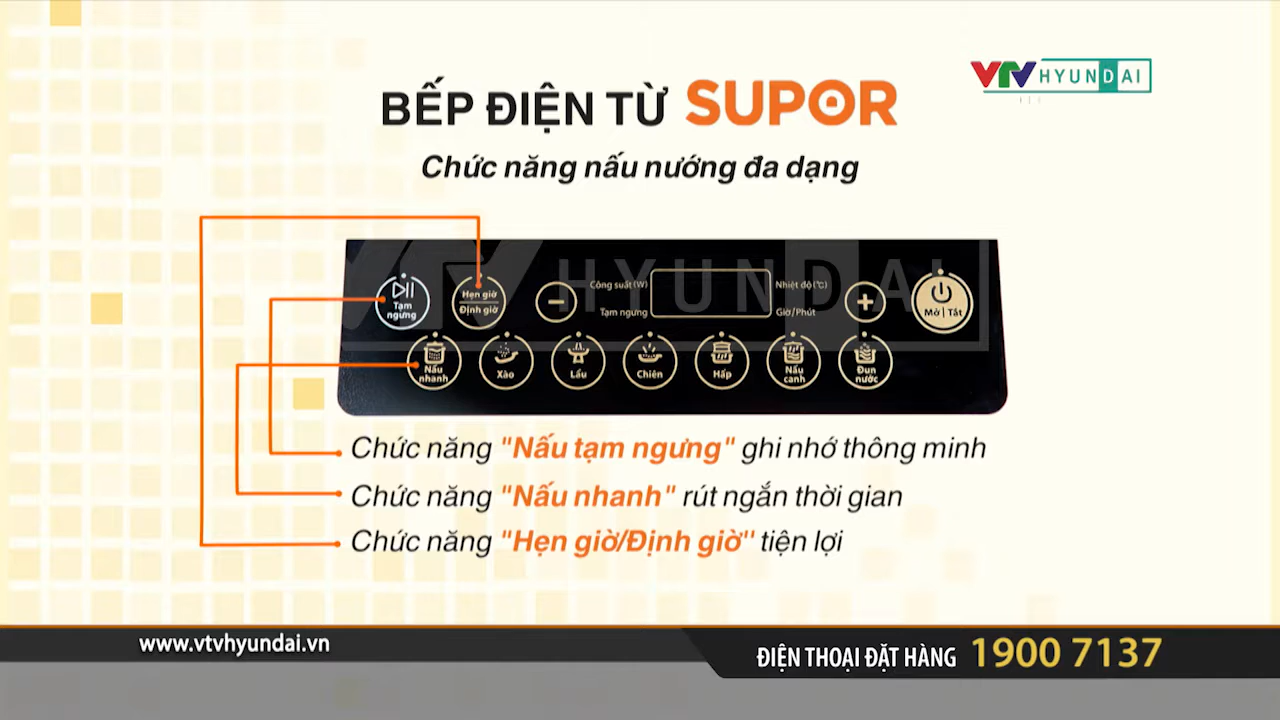 VTV HYUNDAI
BẾP ĐIỆN TỪ SUPOR
Chức năng nấu nướng đa dạng
VTV HYUNDAI
Tạm ngưng
Hẹn giờ
Định giờ
Công suất (W)
Tạm ngưng
Nhiệt độ (℃)
Giờ/Phút
Mở | Tắt
Nấu nhanh
Xào
Lẩu
Chiên
Hấp
Nấu canh
Đun nước
Chức năng "Nấu tạm ngưng" ghi nhớ thông minh
Chức năng "Nấu nhanh" rút ngắn thời gian
Chức năng "Hẹn giờ/Định giờ" tiện lợi
www.vtvhyundai.vn
ĐIỆN THOẠI ĐẶT HÀNG 1900 7137